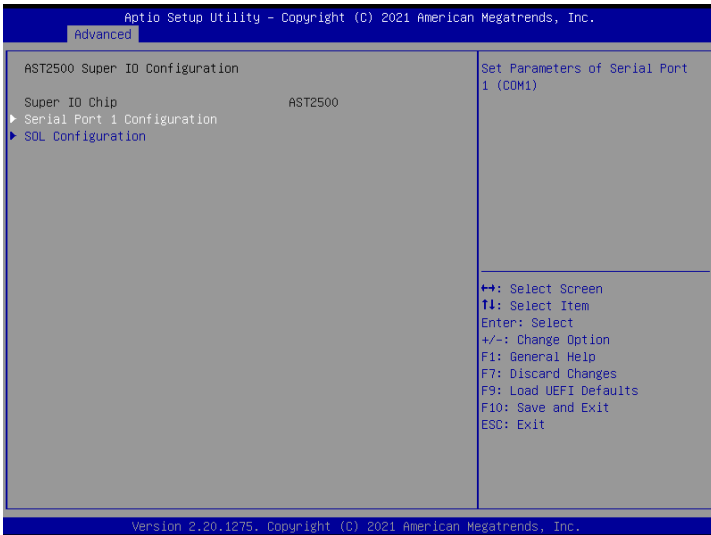 Aptio Setup Utility – Copyright (C) 2021 American Megatrends, Inc.
Advanced
AST2500 Super IO Configuration
Super IO Chip AST2500
▶ Serial Port 1 Configuration
▶ SOL Configuration
Set Parameters of Serial Port
1 (COM1)
↔: Select Screen
↑↓: Select Item
Enter: Select
+/-: Change Option
F1: General Help
F7: Discard Changes
F9: Load UEFI Defaults
F10: Save and Exit
ESC: Exit
Version 2.20.1275. Copyright (C) 2021 American Megatrends, Inc.